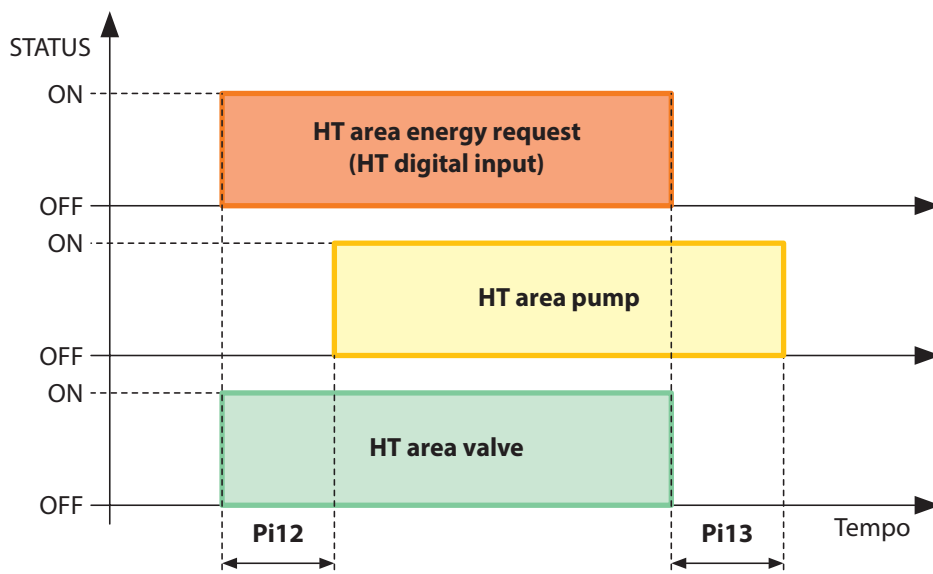 STATUS
ON
HT area energy request
(HT digital input)
OFF
ON
HT area pump
OFF
ON
HT area valve
OFF
Pi12
Pi13
Tempo